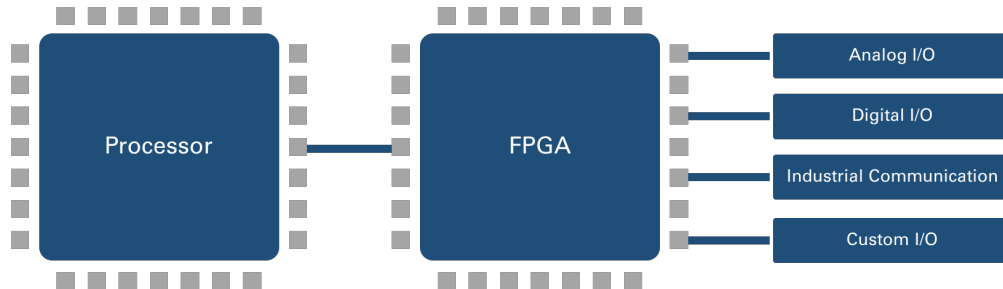 Processor
FPGA
Analog I/O
Digital I/O
Industrial Communication
Custom I/O